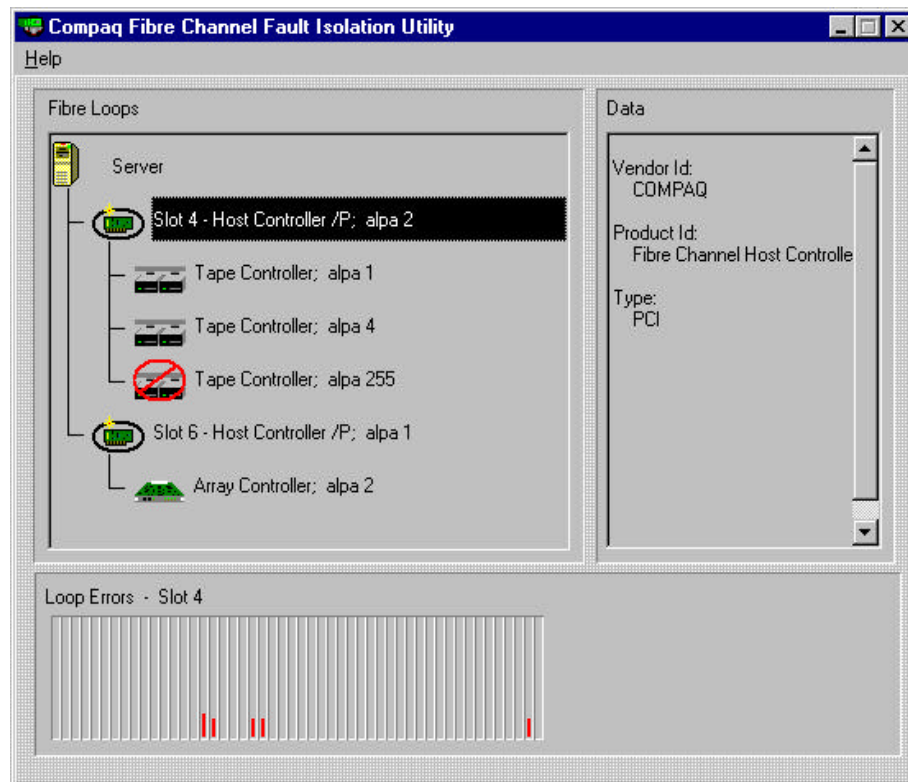 Compaq Fibre Channel Fault Isolation Utility
Help
Fibre Loops
Server
Slot 4 - Host Controller /P; alpa 2
Tape Controller; alpa 1
Tape Controller; alpa 4
Tape Controller; alpa 255
Slot 6 - Host Controller /P; alpa 1
Array Controller; alpa 2
Data
Vendor Id:
COMPAQ
Product Id:
Fibre Channel Host Controlle
Type:
PCI
Loop Errors - Slot 4